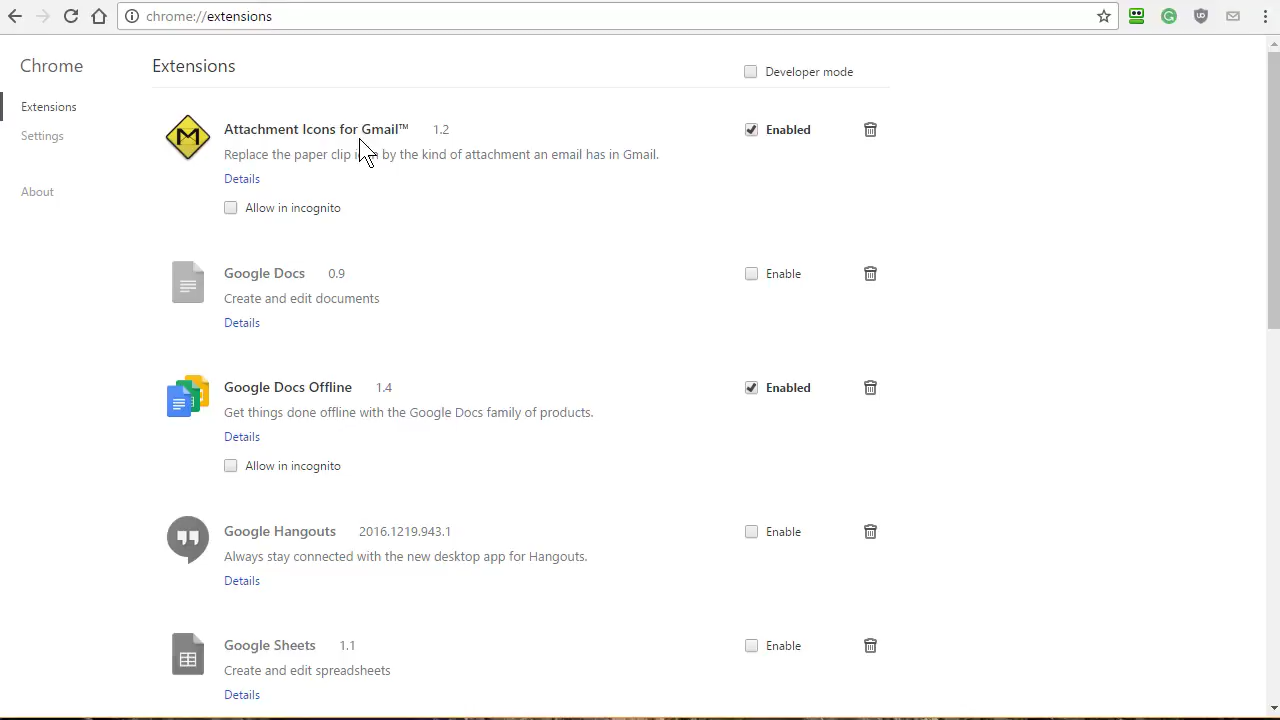 chrome://extensions
Chrome
Extensions
Developer mode
Extensions
Settings
About
Attachment Icons for Gmail™ 1.2
Enabled
Replace the paper clip by the kind of attachment an email has in Gmail.
Details
Allow in incognito
Google Docs 0.9
Enable
Create and edit documents
Details
Google Docs Offline 1.4
Enabled
Get things done offline with the Google Docs family of products.
Details
Allow in incognito
Google Hangouts 2016.1219.943.1
Enable
Always stay connected with the new desktop app for Hangouts.
Details
Google Sheets 1.1
Enable
Create and edit spreadsheets
Details